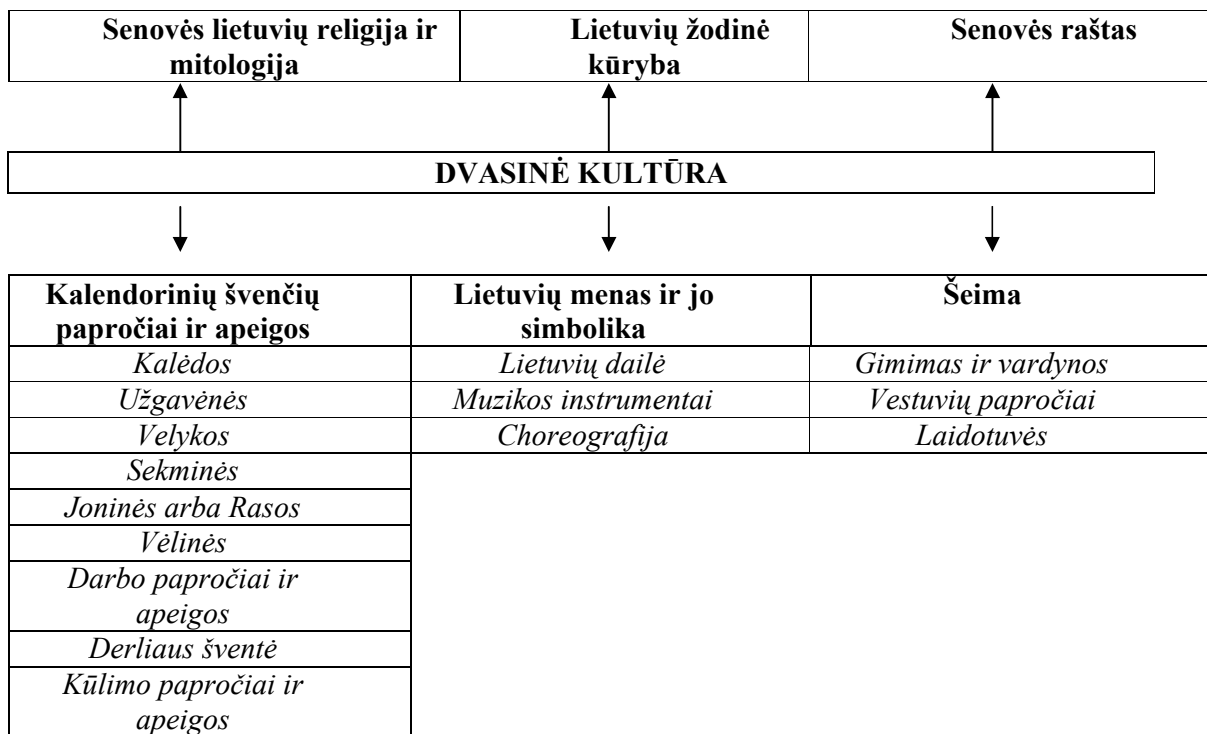 Senovės lietuvių religija ir
mitologija
Lietuvių žodinė
kūryba
Senovės raštas
DVASINĖ KULTŪRA
Kalendorinių švenčių
papročiai ir apeigos
Lietuvių menas ir jo
simbolika
Šeima
Kalėdos
Lietuvių dailė
Gimimas ir vardynos
Užgavėnės
Muzikos instrumentai
Vestuvių papročiai
Velykos
Choreografija
Laidotuvės
Sekminės
Joninės arba Rasos
Vėlinės
Darbo papročiai ir
apeigos
Derliaus šventė
Kūlimo papročiai ir
apeigos